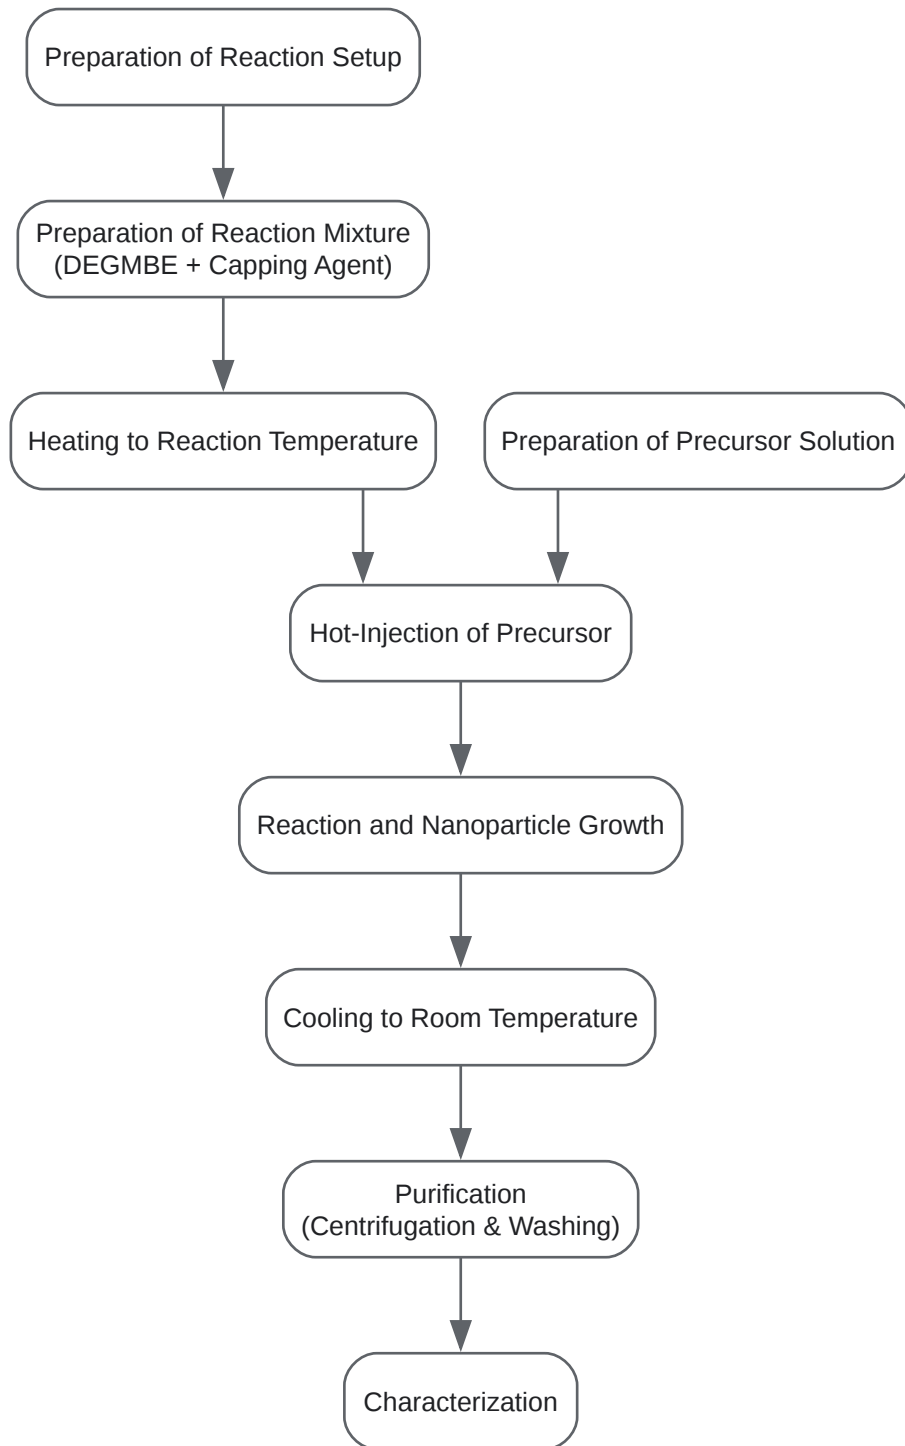 Preparation of Reaction Setup
Preparation of Reaction Mixture
(DEGMBE + Capping Agent)
Heating to Reaction Temperature
Preparation of Precursor Solution
Hot-Injection of Precursor
Reaction and Nanoparticle Growth
Cooling to Room Temperature
Purification
(Centrifugation & Washing)
Characterization